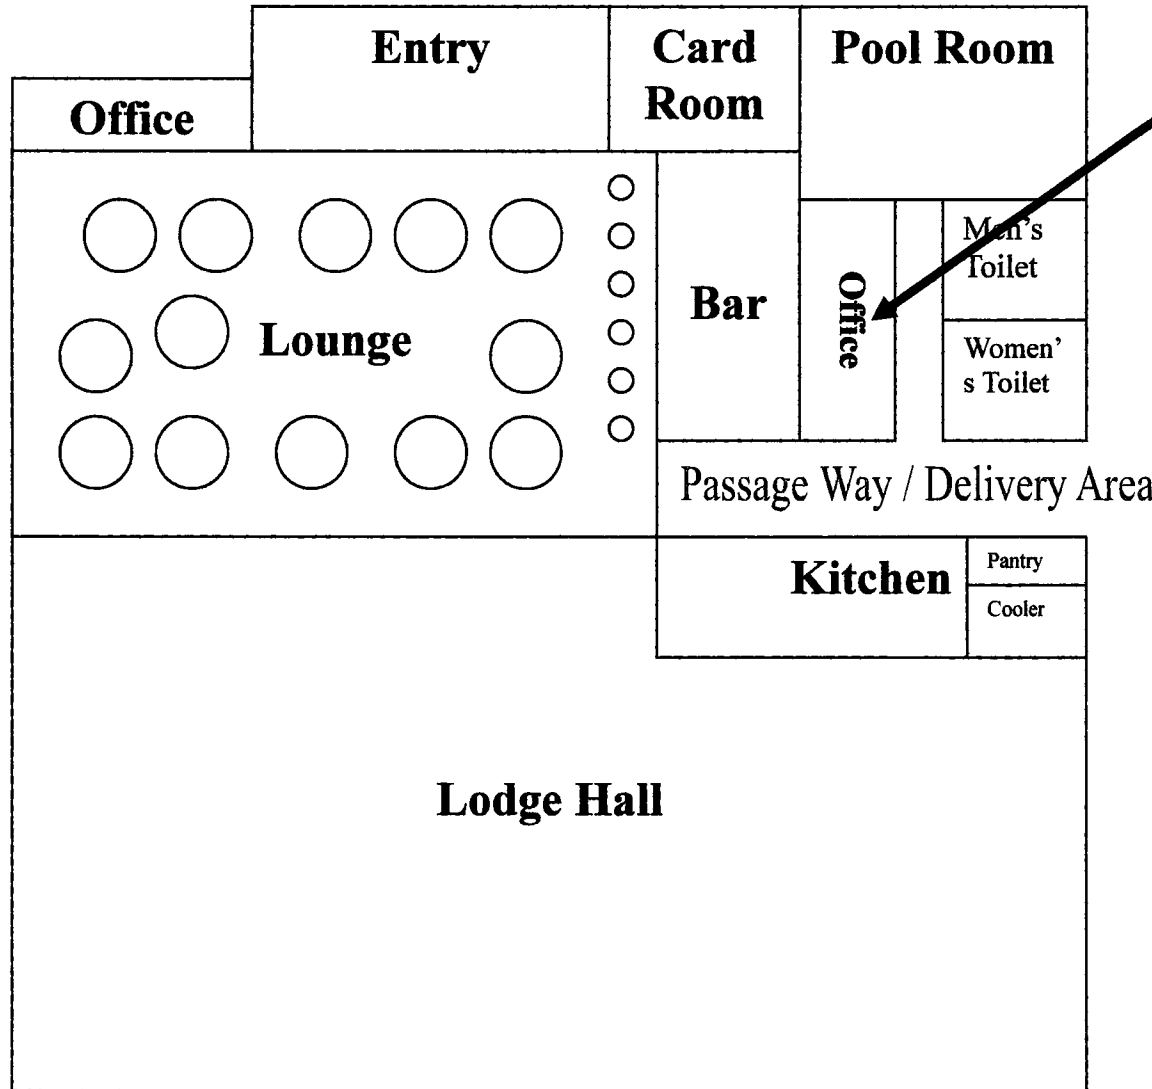 Entry
Card
Room
Pool Room
Office
Men's
Toilet
Lounge
Bar
Office
Women'
s Toilet
Passage Way / Delivery Area
Kitchen
Pantry
Cooler
Lodge Hall